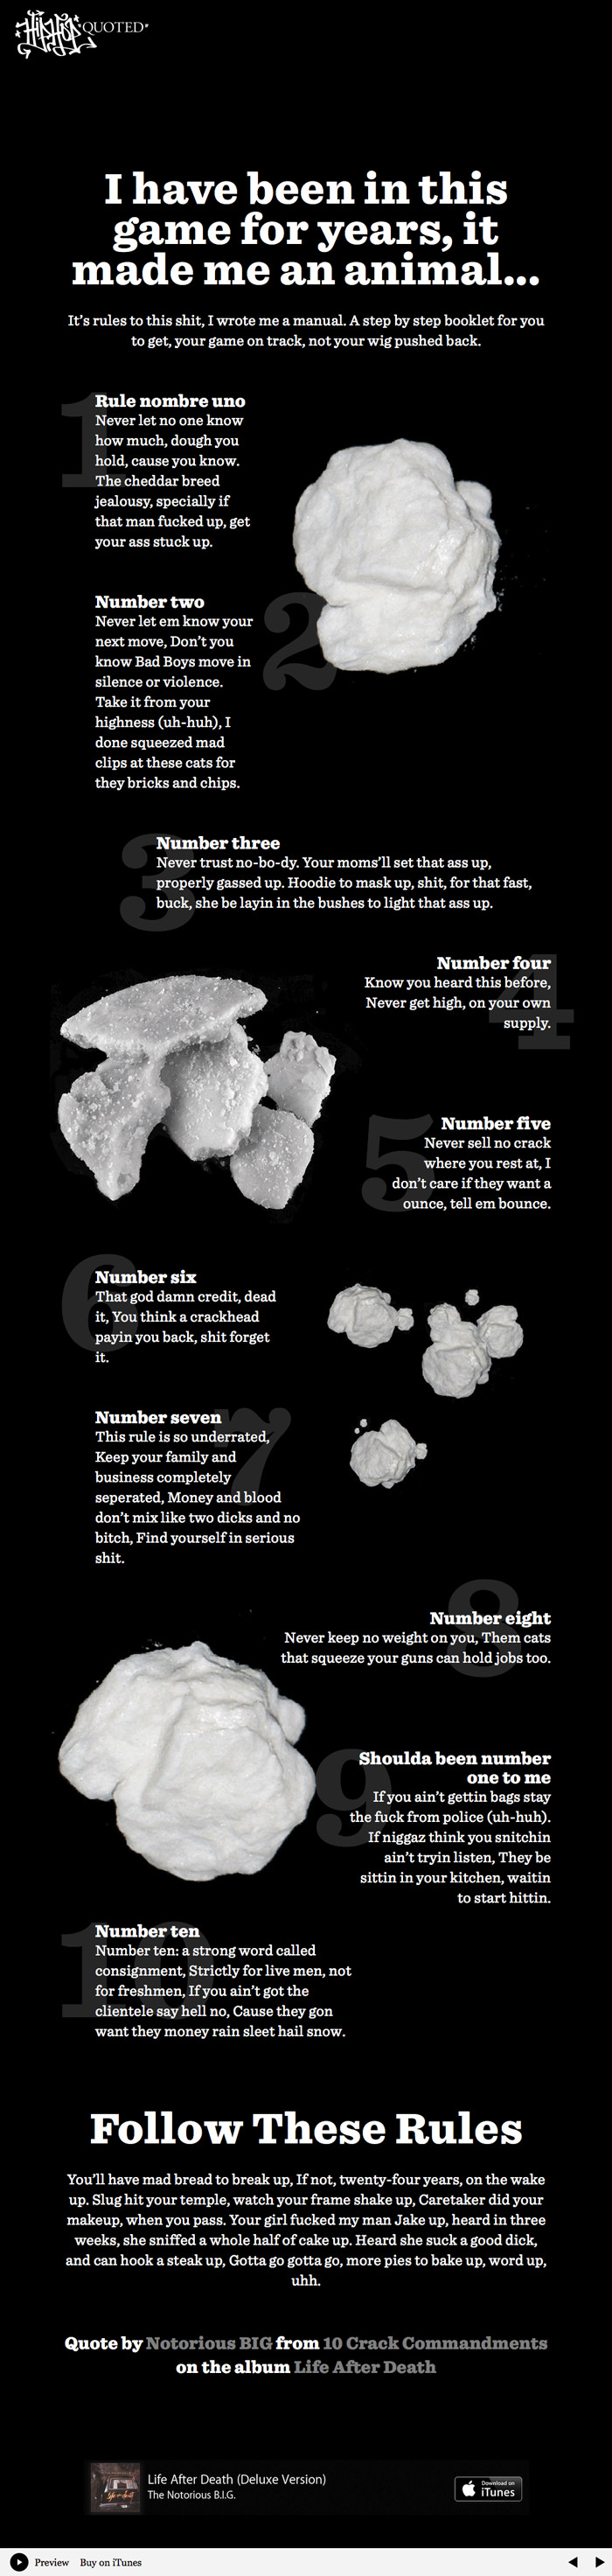 HipHop QUOTED
I have been in this
game for years, it
made me an animal...
It's rules to this shit, I wrote me a manual. A step by step booklet for you
to get, your game on track, not your wig pushed back.
1
Rule nombre uno
Never let no one know
how much, dough you
hold, cause you know.
The cheddar breed
jealousy, specially if
that man fucked up, get
your ass stuck up.
2
Number two
Never let em know your
next move, Don't you
know Bad Boys move in
silence or violence.
Take it from your
highness (uh-huh), I
done squeezed mad
clips at these cats for
they bricks and chips.
3
Number three
Never trust no-bo-dy. Your moms'll set that ass up,
properly gassed up. Hoodie to mask up, shit, for that fast,
buck, she be layin in the bushes to light that ass up.
4
Number four
Know you heard this before,
Never get high, on your own
supply.
5
Number five
Never sell no crack
where you rest at, I
don't care if they want a
ounce, tell em bounce.
6
Number six
That god damn credit, dead
it, You think a crackhead
payin you back, shit forget
it.
7
Number seven
This rule is so underrated,
Keep your family and
business completely
seperated, Money and blood
don't mix like two dicks and no
bitch, Find yourself in serious
shit.
8
Number eight
Never keep no weight on you, Them cats
that squeeze your guns can hold jobs too.
9
Shoulda been number
one to me
If you ain't gettin bags stay
the fuck from police (uh-huh).
If niggaz think you snitchin
ain't tryin listen, They be
sittin in your kitchen, waitin
to start hittin.
10
Number ten
Number ten: a strong word called
consignment, Strictly for live men, not
for freshmen, If you ain't got the
clientele say hell no, Cause they gon
want they money rain sleet hail snow.
Follow These Rules
You'll have mad bread to break up, If not, twenty-four years, on the wake
up. Slug hit your temple, watch your frame shake up, Caretaker did your
makeup, when you pass. Your girl fucked my man Jake up, heard in three
weeks, she sniffed a whole half of cake up. Heard she suck a good dick,
and can hook a steak up, Gotta go gotta go, more pies to bake up, word up,
uhh.
Quote by Notorious BIG from 10 Crack Commandments
on the album Life After Death
Life After Death (Deluxe Version)
The Notorious B.I.G.
Download on
iTunes
Preview Buy on iTunes